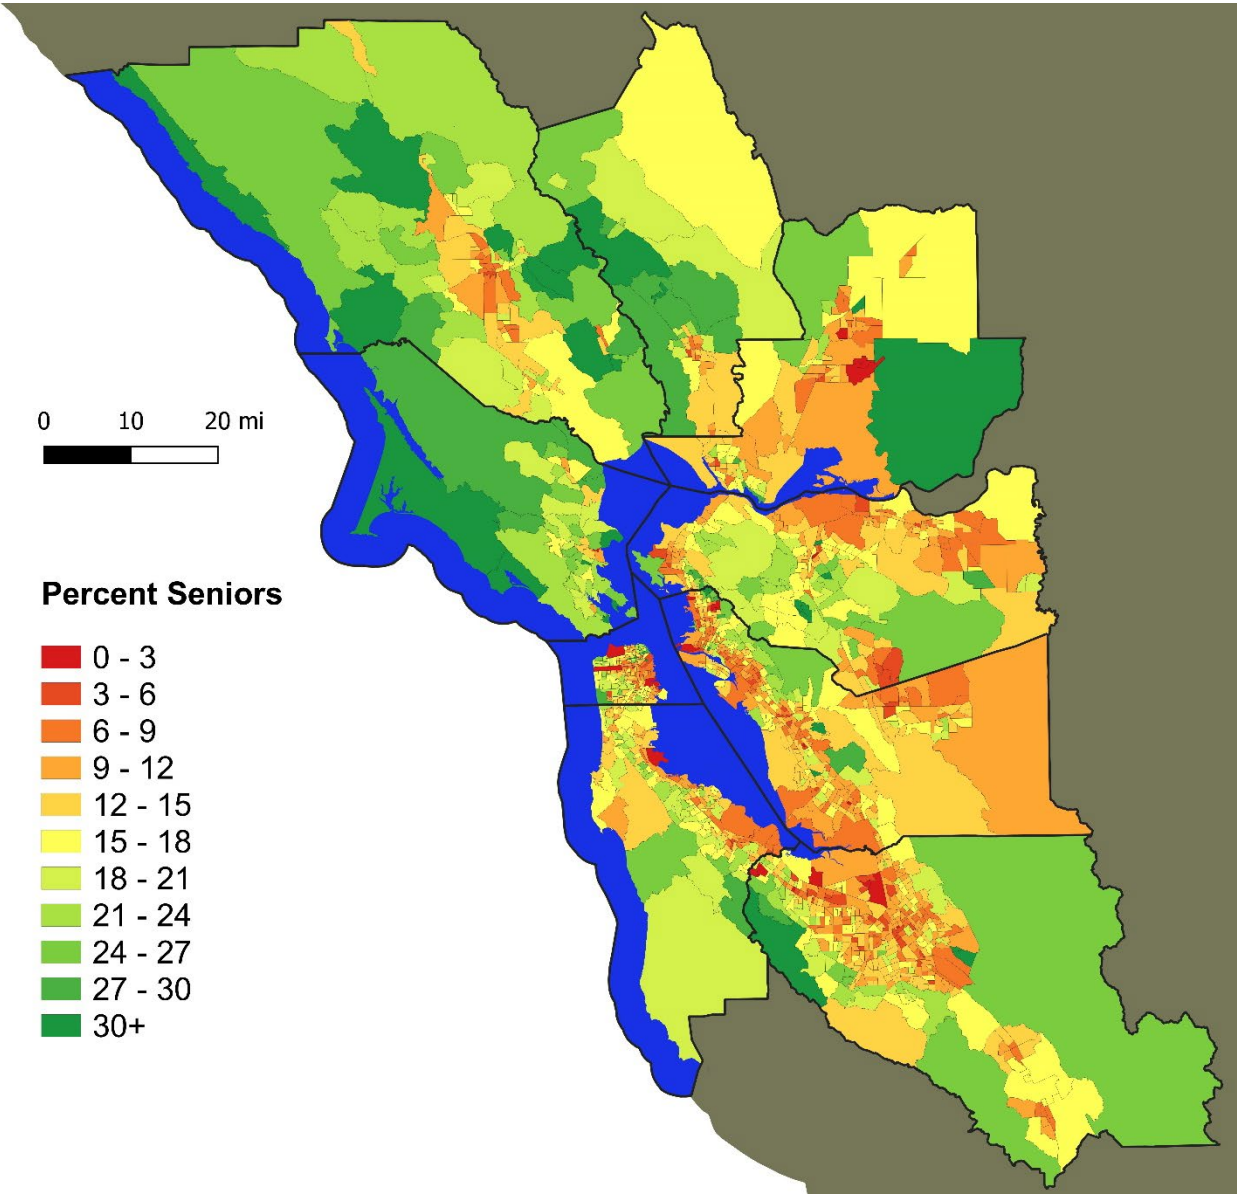 0 10 20 mi
Percent Seniors
0 - 3
3 - 6
6 - 9
9 - 12
12 - 15
15 - 18
18 - 21
21 - 24
24 - 27
27 - 30
30+